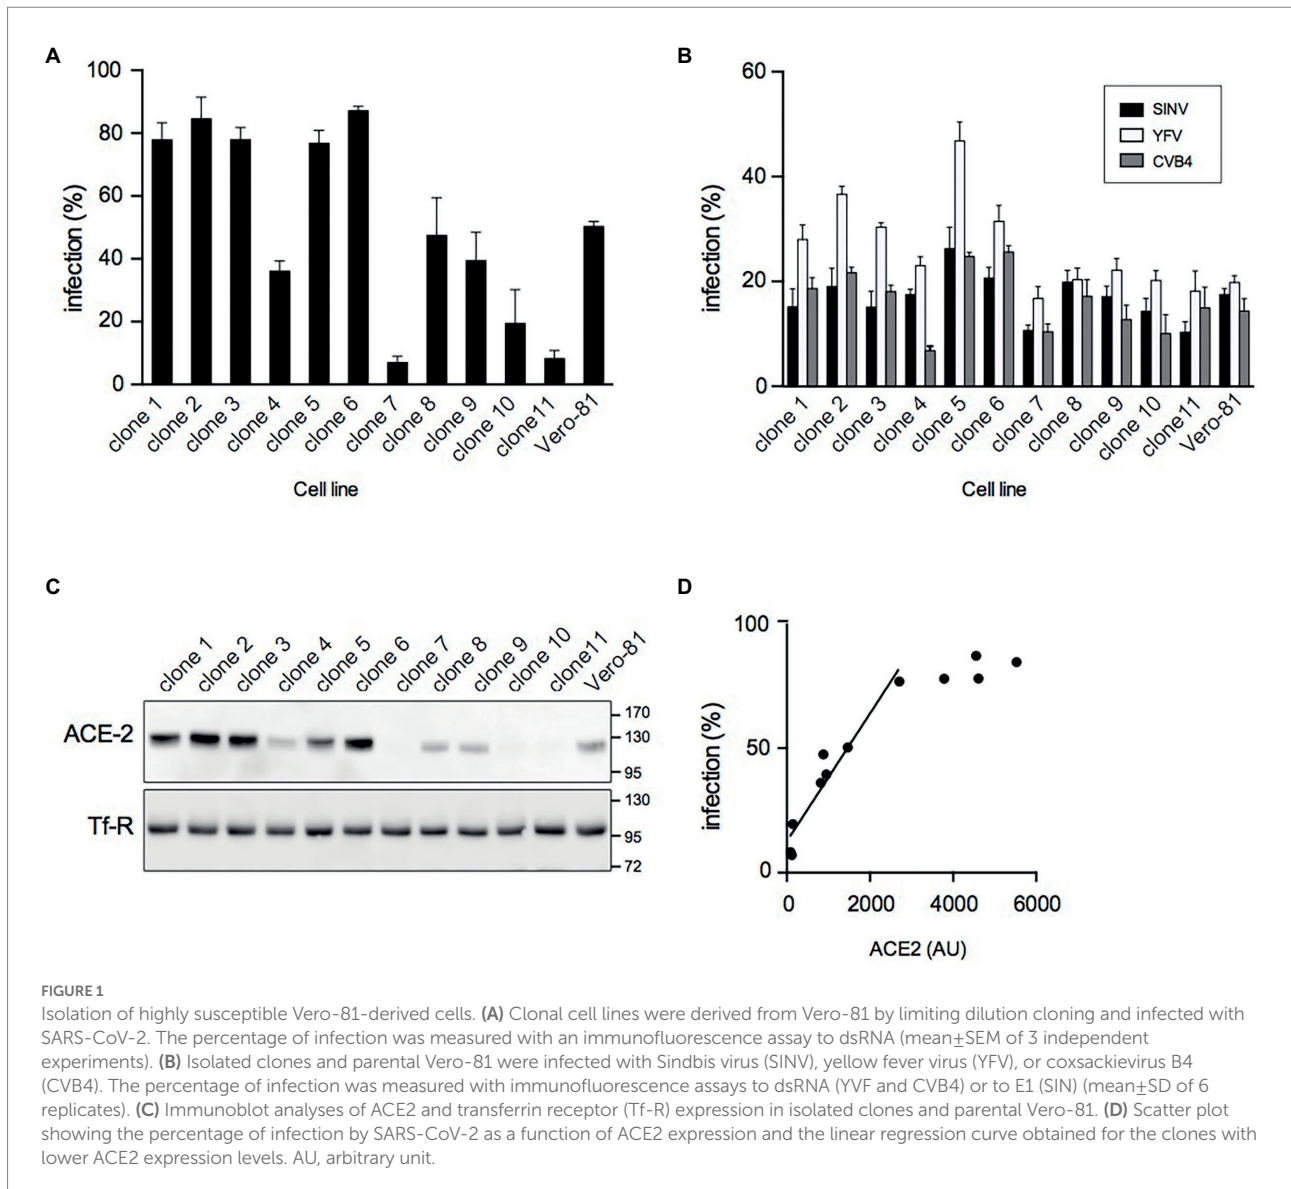 A
100
80
60
40
20
0
infection (%)
clone 1
clone 2
clone 3
clone 4
clone 5
clone 6
clone 7
clone 8
clone 9
clone 10
clone11
Vero-81
Cell line
B
60
40
20
0
infection (%)
SINV
YFV
CVB4
clone 1
clone 2
clone 3
clone 4
clone 5
clone 6
clone 7
clone 8
clone 9
clone 10
clone11
Vero-81
Cell line
C
clone 1
clone 2
clone 3
clone 4
clone 5
clone 6
clone 7
clone 8
clone 9
clone 10
clone11
Vero-81
ACE-2
170
130
95
Tf-R
130
95
72
D
100
50
0
infection (%)
0 2000 4000 6000
ACE2 (AU)
FIGURE 1
Isolation of highly susceptible Vero-81-derived cells. (A) Clonal cell lines were derived from Vero-81 by limiting dilution cloning and infected with
SARS-CoV-2. The percentage of infection was measured with an immunofluorescence assay to dsRNA (mean±SEM of 3 independent
experiments). (B) Isolated clones and parental Vero-81 were infected with Sindbis virus (SINV), yellow fever virus (YFV), or coxsackievirus B4
(CVB4). The percentage of infection was measured with immunofluorescence assays to dsRNA (YVF and CVB4) or to E1 (SIN) (mean±SD of 6
replicates). (C) Immunoblot analyses of ACE2 and transferrin receptor (Tf-R) expression in isolated clones and parental Vero-81. (D) Scatter plot
showing the percentage of infection by SARS-CoV-2 as a function of ACE2 expression and the linear regression curve obtained for the clones with
lower ACE2 expression levels. AU, arbitrary unit.